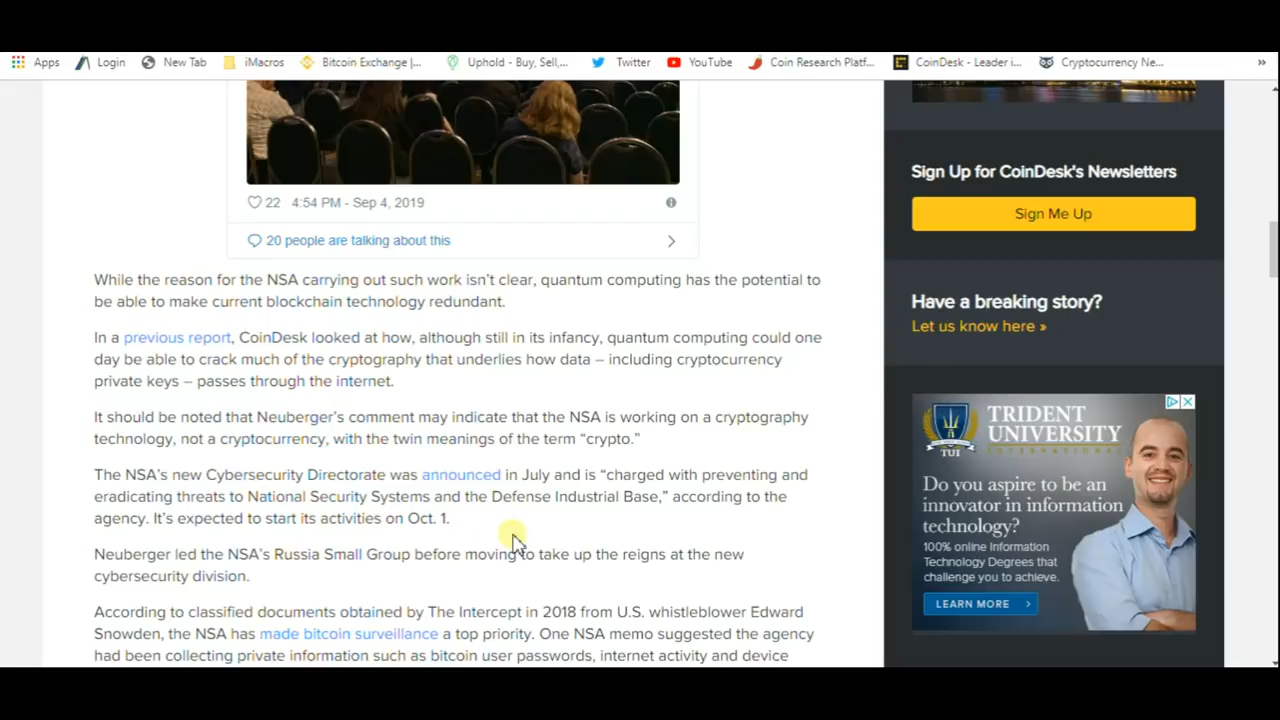 Apps Login New Tab iMacros Bitcoin Exchange |... Uphold - Buy, Sell,... Twitter YouTube Coin Research Platf... CoinDesk - Leader i... Cryptocurrency Ne... »
22 4:54 PM - Sep 4, 2019
20 people are talking about this
While the reason for the NSA carrying out such work isn’t clear, quantum computing has the potential to
be able to make current blockchain technology redundant.
In a previous report, CoinDesk looked at how, although still in its infancy, quantum computing could one
day be able to crack much of the cryptography that underlies how data – including cryptocurrency
private keys – passes through the internet.
It should be noted that Neuberger’s comment may indicate that the NSA is working on a cryptography
technology, not a cryptocurrency, with the twin meanings of the term “crypto.”
The NSA’s new Cybersecurity Directorate was announced in July and is “charged with preventing and
eradicating threats to National Security Systems and the Defense Industrial Base,” according to the
agency. It’s expected to start its activities on Oct. 1.
Neuberger led the NSA’s Russia Small Group before moving to take up the reigns at the new
cybersecurity division.
According to classified documents obtained by The Intercept in 2018 from U.S. whistleblower Edward
Snowden, the NSA has made bitcoin surveillance a top priority. One NSA memo suggested the agency
had been collecting private information such as bitcoin user passwords, internet activity and device
Sign Up for CoinDesk's Newsletters
Sign Me Up
Have a breaking story?
Let us know here »
TUI
TRIDENT
UNIVERSITY
INTERNATIONAL
Do you aspire to be an
innovator in information
technology?
100% online Information
Technology Degrees that
challenge you to achieve.
LEARN MORE